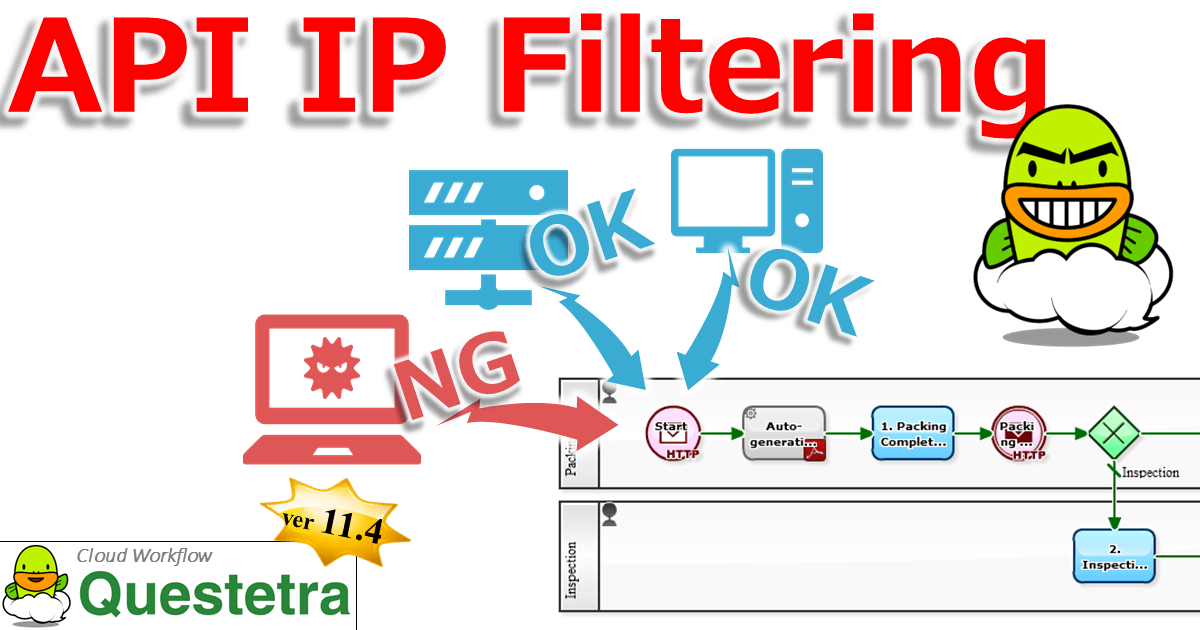 API IP Filtering
OK
OK
NG
Start
HTTP
Auto-
generati...
1. Packing
Complet...
Packi
ng ...
HTTP
Inspection
Packi
2.
Inspecti...
Inspection
ver 11.4
Cloud Workflow
Questetra